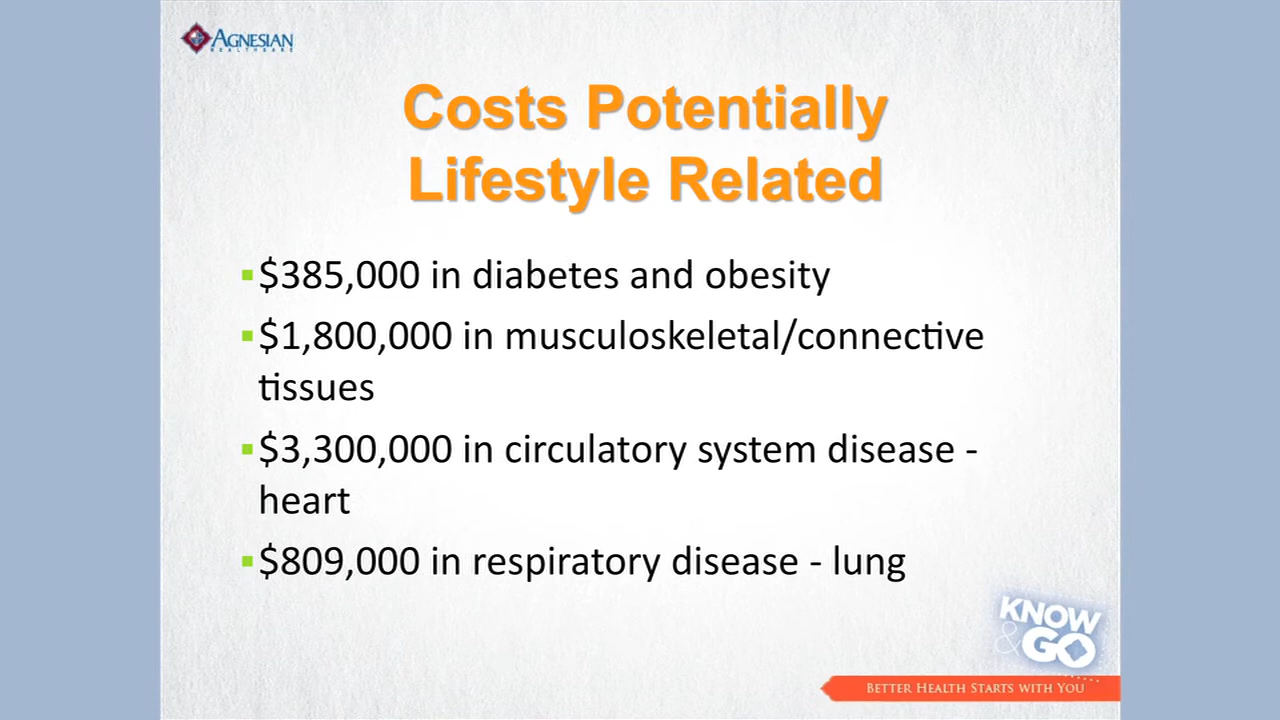 AGNESIAN
HEALTHCARE
Costs Potentially
Lifestyle Related
▪$385,000 in diabetes and obesity
▪$1,800,000 in musculoskeletal/connective
tissues
▪$3,300,000 in circulatory system disease -
heart
▪$809,000 in respiratory disease - lung
KNOW
& GO
BETTER HEALTH STARTS WITH YOU